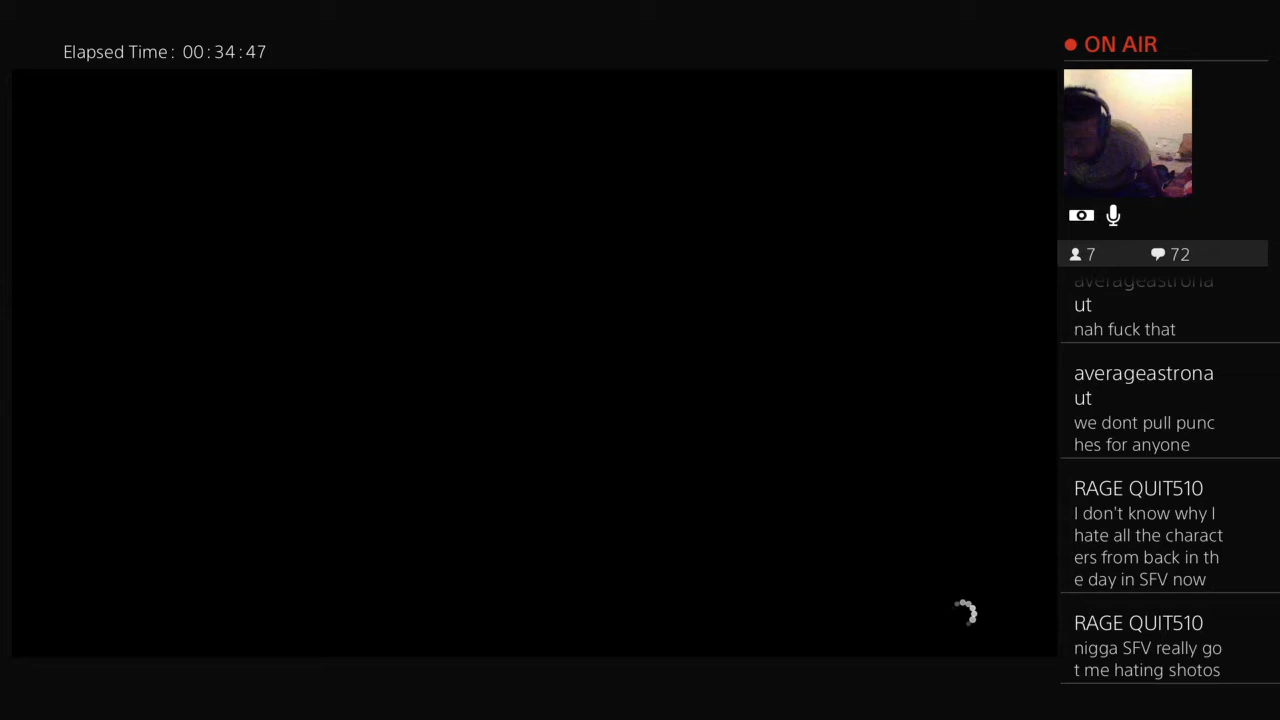 Elapsed Time: 00:34:47
ON AIR
7 72
averageastrona
ut
nah fuck that
averageastrona
ut
we dont pull punc
hes for anyone
RAGE QUIT510
I don't know why I
hate all the charact
ers from back in th
e day in SFV now
RAGE QUIT510
nigga SFV really go
t me hating shotos